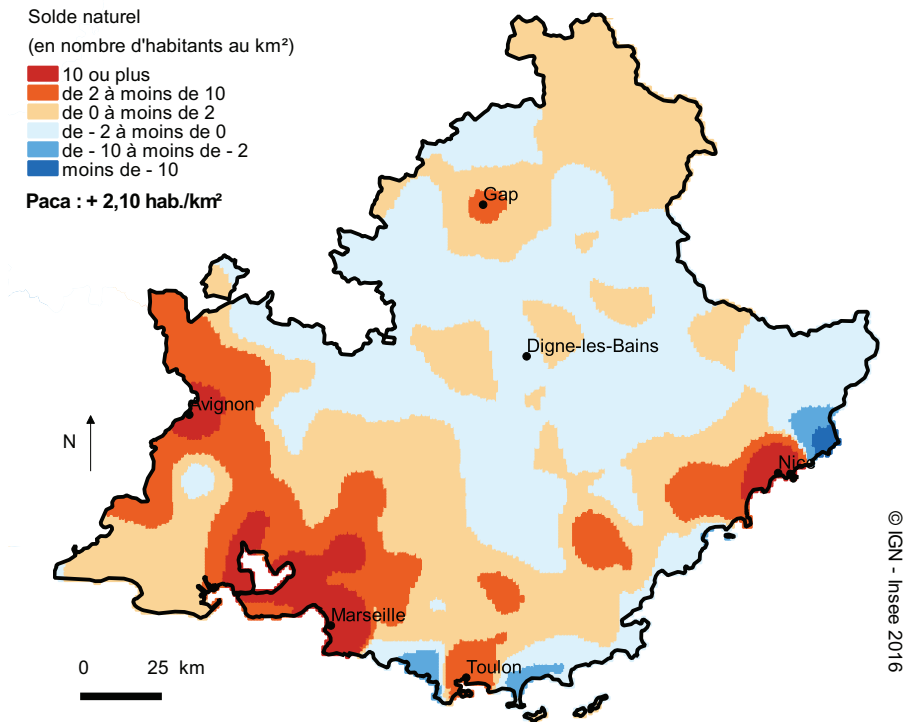 Solde naturel
(en nombre d'habitants au km²)
10 ou plus
de 2 à moins de 10
de 0 à moins de 2
de - 2 à moins de 0
de - 10 à moins de - 2
moins de - 10
Paca : + 2,10 hab./km²
Gap
Digne-les-Bains
Avignon
N
Nice
© IGN - Insee 2016
Marseille
Toulon
0 25 km